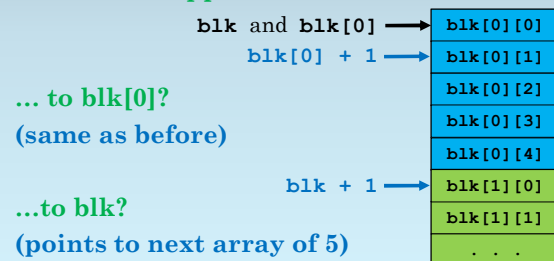 blk and blk[0]
blk[0][0]
blk[0] + 1
blk[0][1]
blk[0][2]
… to blk[0]?
blk[0][3]
(same as before)
blk[0][4]
blk + 1
blk[1][0]
…to blk?
blk[1][1]
(points to next array of 5)
. . .